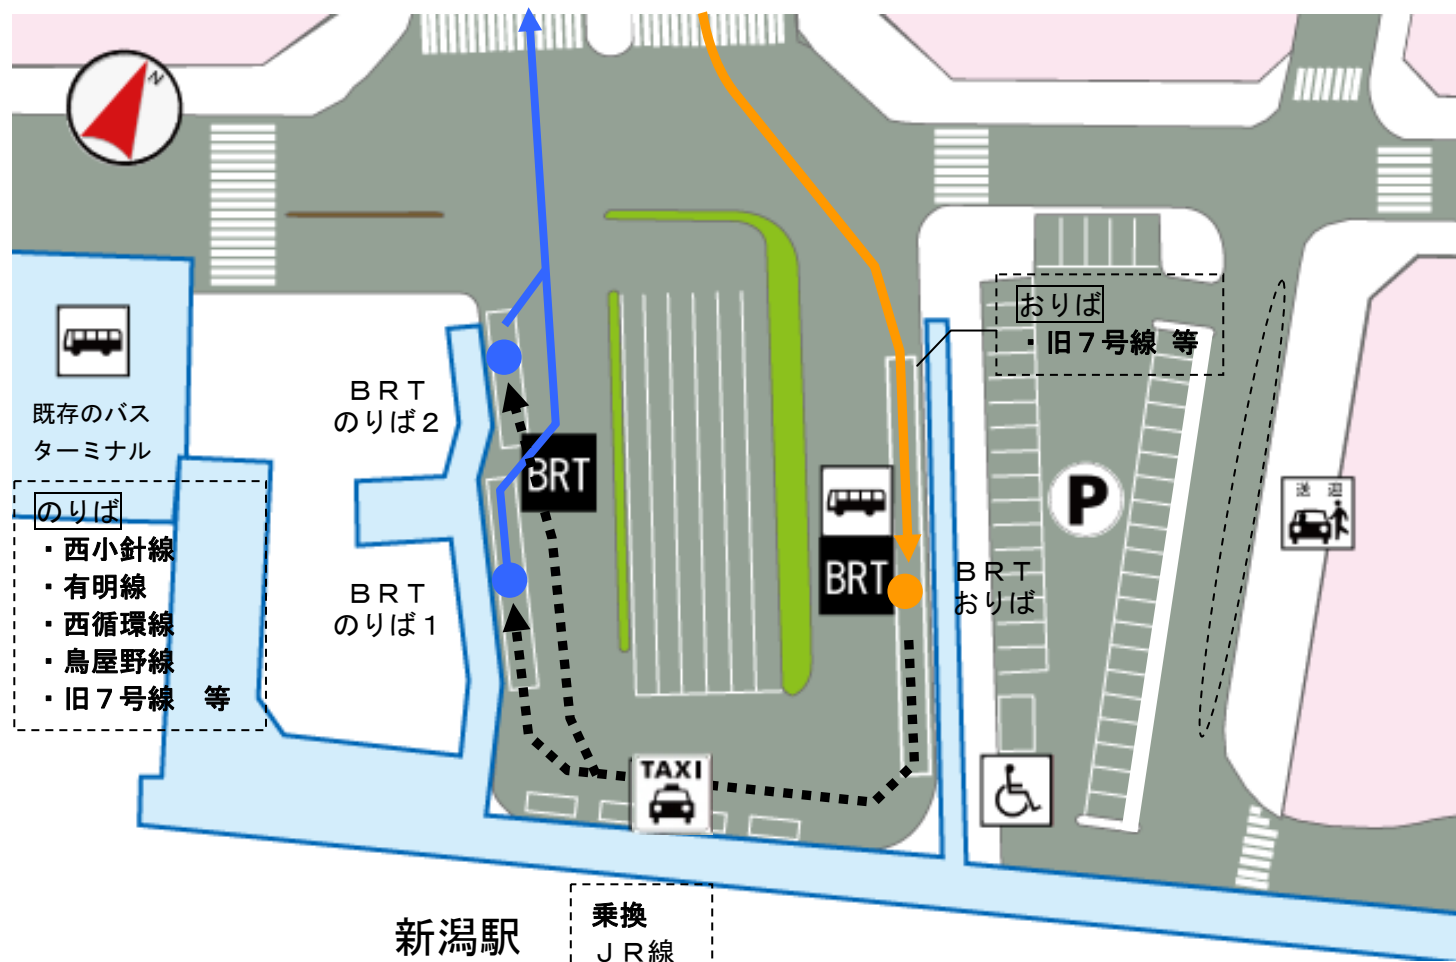 N
おりば
・旧７号線 等
既存のバス
ターミナル
ＢＲＴ
のりば２
BRT
のりば
・西小針線
・有明線
・西循環線
・鳥屋野線
・旧７号線　等
P
送 迎
BRT
ＢＲＴ
おりば
ＢＲＴ
のりば１
TAXI
新潟駅
乗換
ＪＲ線